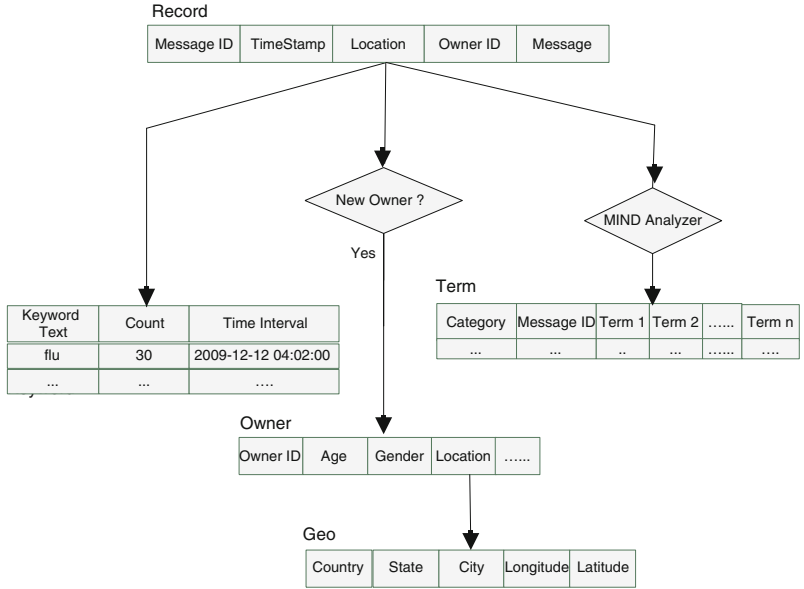 Record
Message ID TimeStamp Location Owner ID Message
New Owner ?
MIND Analyzer
Yes
Term
Keyword Text Count Time Interval
flu 30 2009-12-12 04:02:00
... ... ....
Category Message ID Term 1 Term 2 ...... Term n
... ... .. ... ...... ....
Owner
Owner ID Age Gender Location ......
Geo
Country State City Longitude Latitude